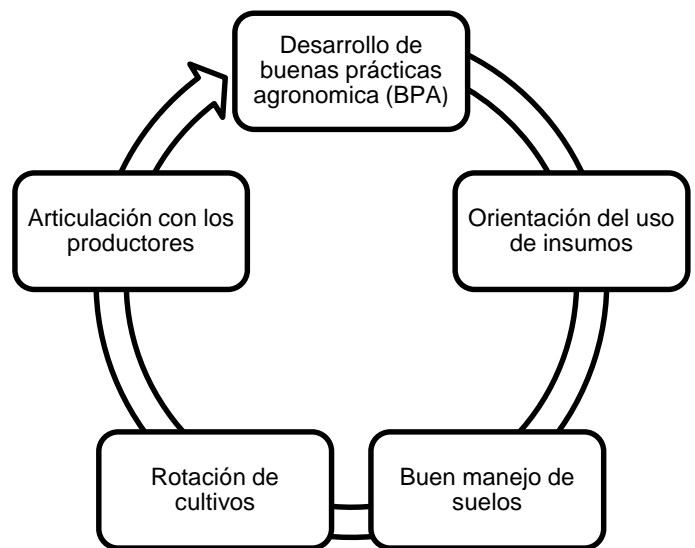 Desarrollo de
buenas prácticas
agronomica (BPA)
Orientación del uso
de insumos
Buen manejo de
suelos
Rotación de
cultivos
Articulación con los
productores